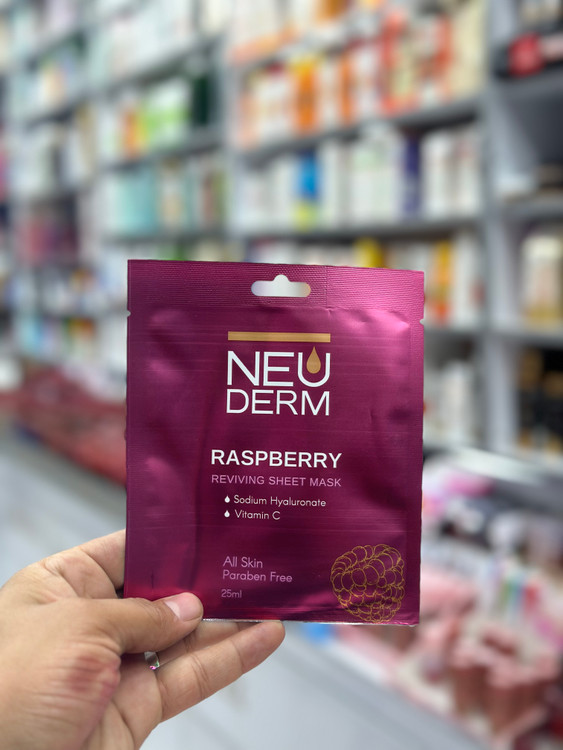 NEU
DERM
RASPBERRY
REVIVING SHEET MASK
Sodium Hyaluronate
Vitamin C
All Skin
Paraben Free
25ml